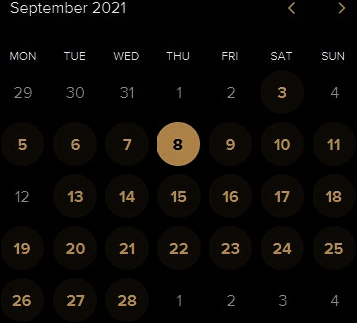 September 2021 < >
MON TUE WED THU FRI SAT SUN
29 30 31 1 2 3 4
5 6 7 8 9 10 11
12 13 14 15 16 17 18
19 20 21 22 23 24 25
26 27 28 1 2 3 4